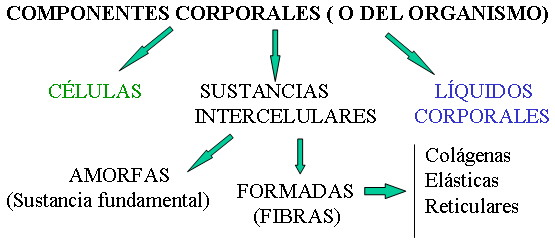 COMPONENTES CORPORALES ( O DEL ORGANISMO)
CÉLULAS
SUSTANCIAS
INTERCELULARES
LÍQUIDOS
CORPORALES
AMORFAS
(Sustancia fundamental)
FORMADAS
(FIBRAS)
Colágenas
Elásticas
Reticulares